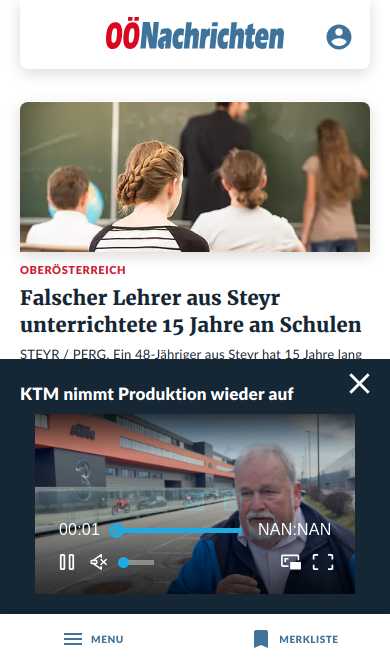 OÖNachrichten
OBERÖSTERREICH
Falscher Lehrer aus Steyr
unterrichtete 15 Jahre an Schulen
STEYR / PERG. Ein 48-Jähriger aus Steyr hat 15 Jahre lang
KTM nimmt Produktion wieder auf
00:01
NAN:NAN
MENU
MERKLISTE